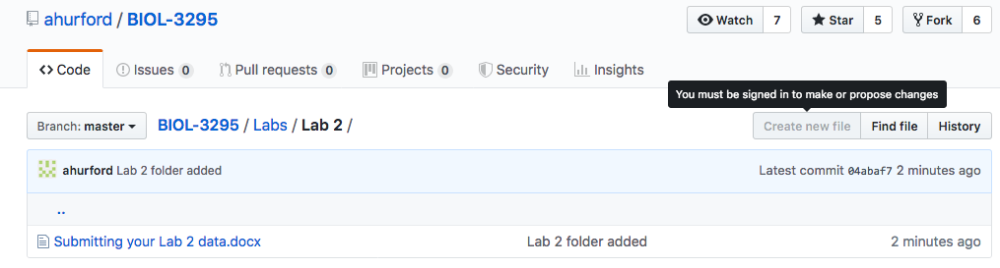 ahurford / BIOL-3295 Watch 7 Star 5 Fork 6
Code Issues 0 Pull requests 0 Projects 0 Security Insights
You must be signed in to make or propose changes
Branch: master BIOL-3295 / Labs / Lab 2 / Create new file Find file History
ahurford Lab 2 folder added Latest commit 04abaf7 2 minutes ago
..
Submitting your Lab 2 data.docx Lab 2 folder added 2 minutes ago